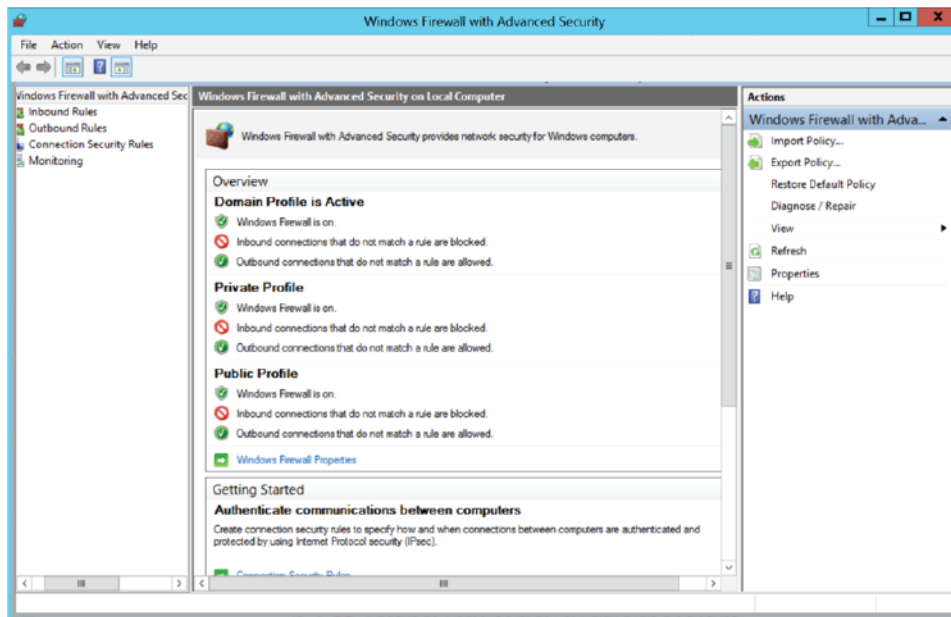 Windows Firewall with Advanced Security
File Action View Help
Windows Firewall with Advanced Sec
Inbound Rules
Outbound Rules
Connection Security Rules
Monitoring
Windows Firewall with Advanced Security on Local Computer
Windows Firewall with Advanced Security provides network security for Windows computers.
Overview
Domain Profile is Active
Windows Firewall is on.
Inbound connections that do not match a rule are blocked.
Outbound connections that do not match a rule are allowed.
Private Profile
Windows Firewall is on.
Inbound connections that do not match a rule are blocked.
Outbound connections that do not match a rule are allowed.
Public Profile
Windows Firewall is on.
Inbound connections that do not match a rule are blocked.
Outbound connections that do not match a rule are allowed.
Windows Firewall Properties
Getting Started
Authenticate communications between computers
Create connection security rules to specify how and when connections between computers are authenticated and
protected by using Internet Protocol security (IPsec).
Connection Security Rules
Actions
Windows Firewall with Adva...
Import Policy...
Export Policy...
Restore Default Policy
Diagnose / Repair
View
Refresh
Properties
Help